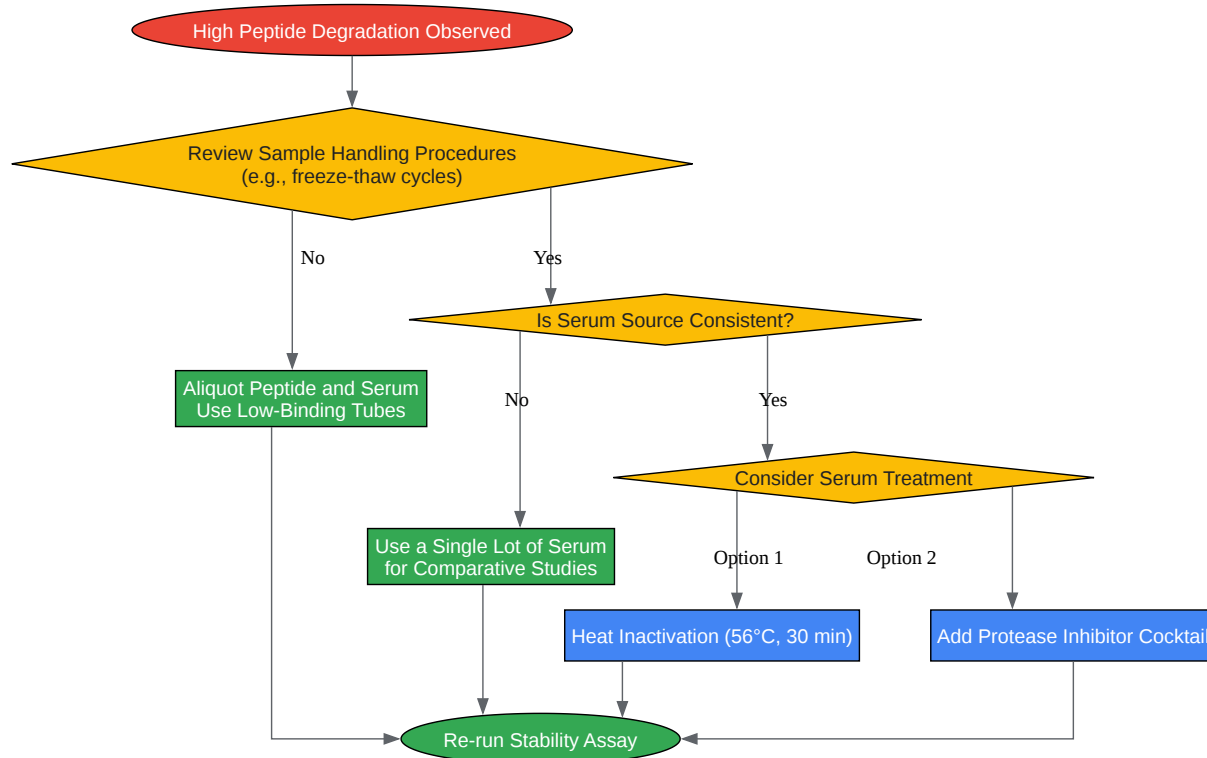 High Peptide Degradation Observed
Review Sample Handling Procedures
(e.g., freeze-thaw cycles)
No
Yes
Is Serum Source Consistent?
Aliquot Peptide and Serum
Use Low-Binding Tubes
No
Yes
Consider Serum Treatment
Use a Single Lot of Serum
for Comparative Studies
Option 1
Option 2
Heat Inactivation (56°C, 30 min)
Add Protease Inhibitor Cocktail
Re-run Stability Assay